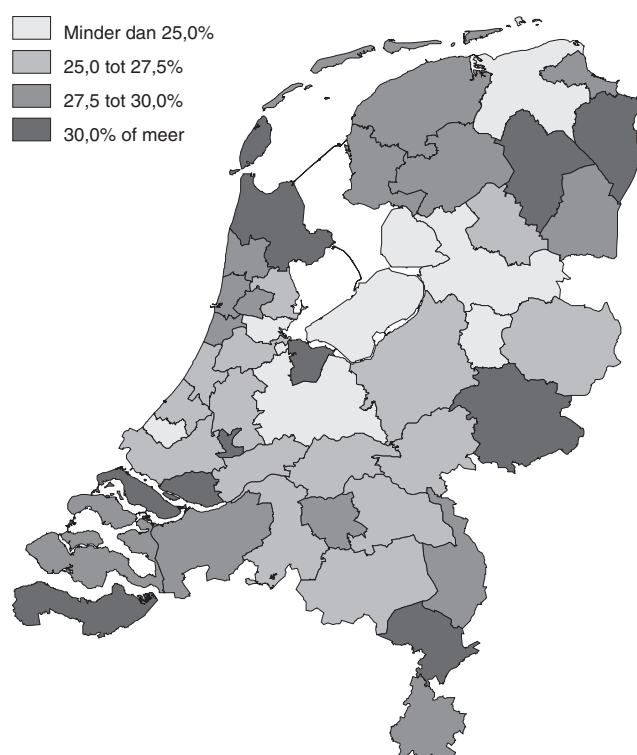 Minder dan 25,0%
25,0 tot 27,5%
27,5 tot 30,0%
30,0% of meer